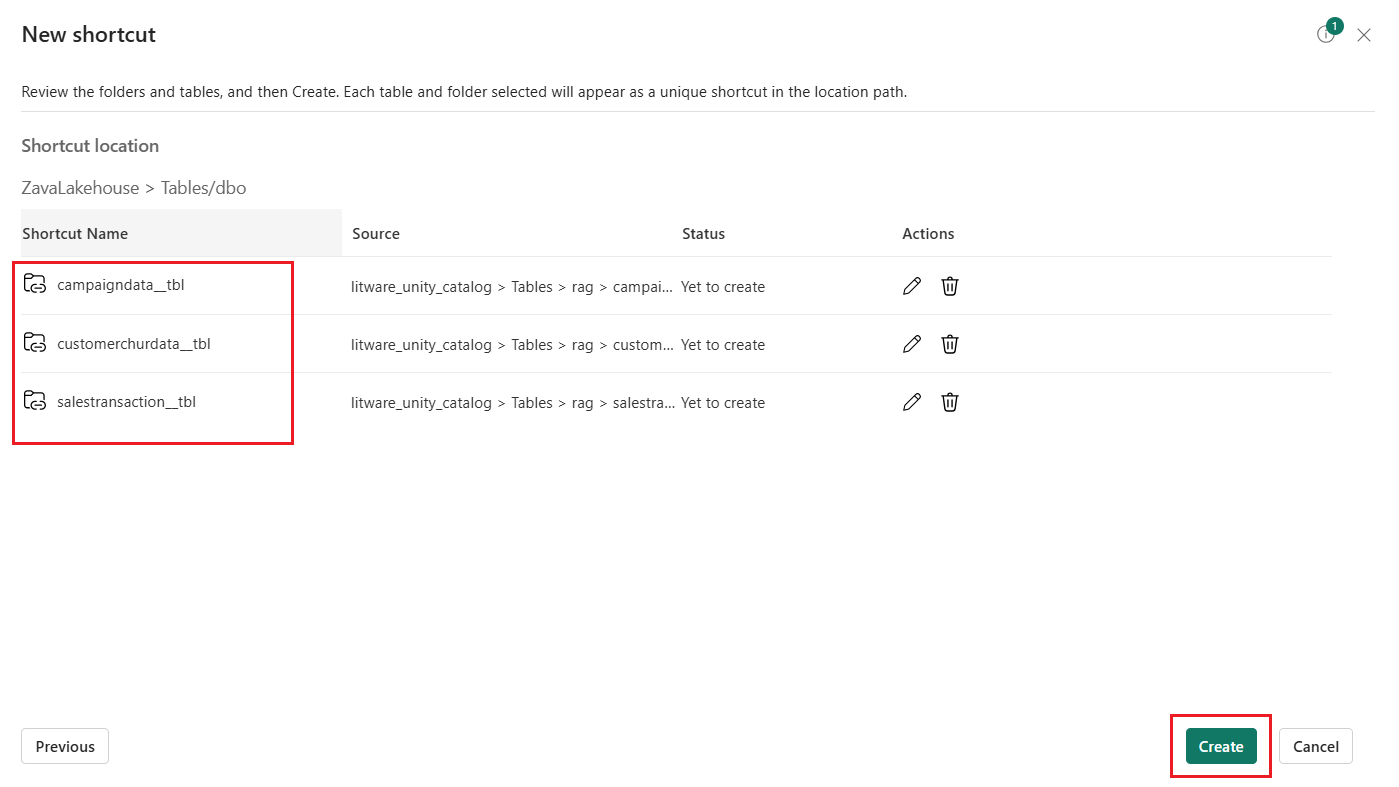 New shortcut
1
Review the folders and tables, and then Create. Each table and folder selected will appear as a unique shortcut in the location path.
Shortcut location
ZavaLakehouse > Tables/dbo
Shortcut Name Source Status Actions
campaigndata__tbl litware_unity_catalog > Tables > rag > campai... Yet to create
customerchurdata__tbl litware_unity_catalog > Tables > rag > custom... Yet to create
salestransaction__tbl litware_unity_catalog > Tables > rag > salestra... Yet to create
Previous Create Cancel